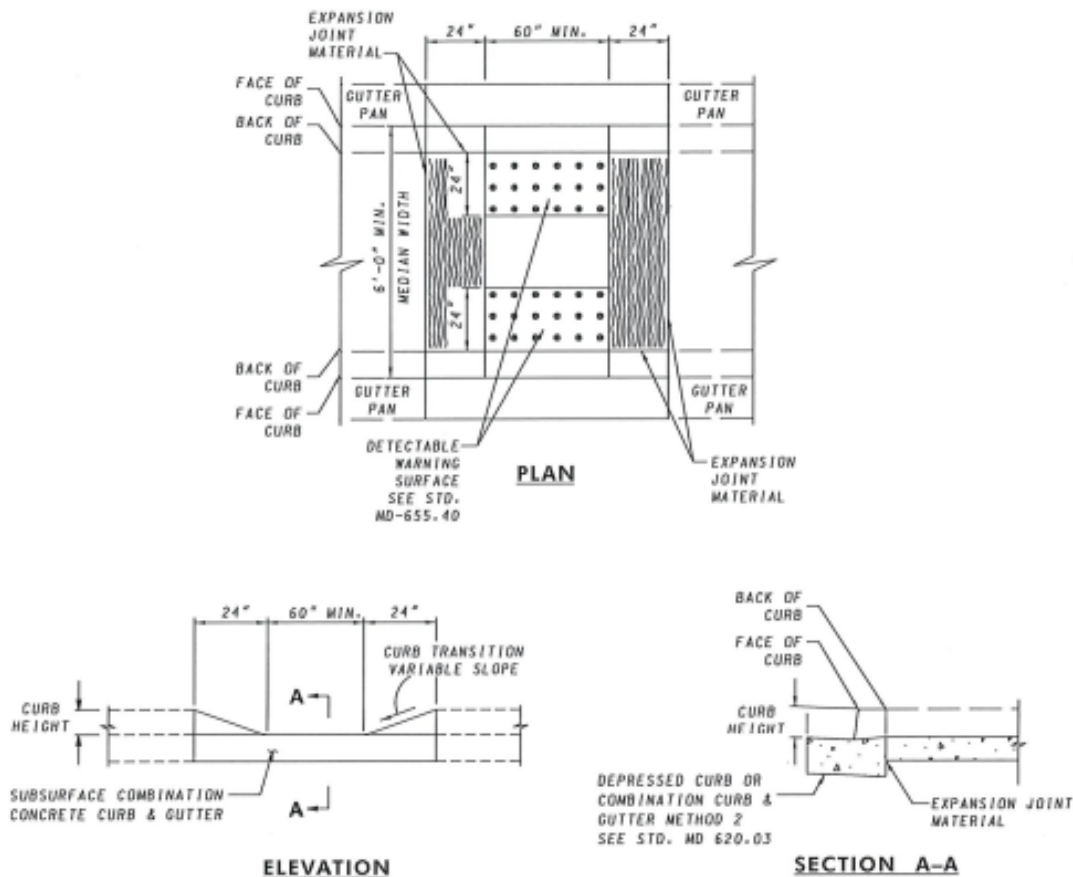 EXPANSION
JOINT
MATERIAL
24"
60" MIN.
24"
FACE OF
CURB
GUTTER
PAN
GUTTER
PAN
BACK OF
CURB
24"
6'-0" MIN.
MEDIAN WIDTH
24"
BACK OF
CURB
FACE OF
CURB
GUTTER
PAN
GUTTER
PAN
DETECTABLE
WARNING
SURFACE
SEE STD.
MD-655.40
PLAN
EXPANSION
JOINT
MATERIAL
24"
60" MIN.
24"
CURB TRANSITION
VARIABLE SLOPE
A
CURB
HEIGHT
SUBSURFACE COMBINATION
CONCRETE CURB & GUTTER
A
ELEVATION
BACK OF
CURB
FACE OF
CURB
CURB
HEIGHT
DEPRESSED CURB OR
COMBINATION CURB &
GUTTER METHOD 2
SEE STD. MD 620.03
EXPANSION JOINT
MATERIAL
SECTION A-A